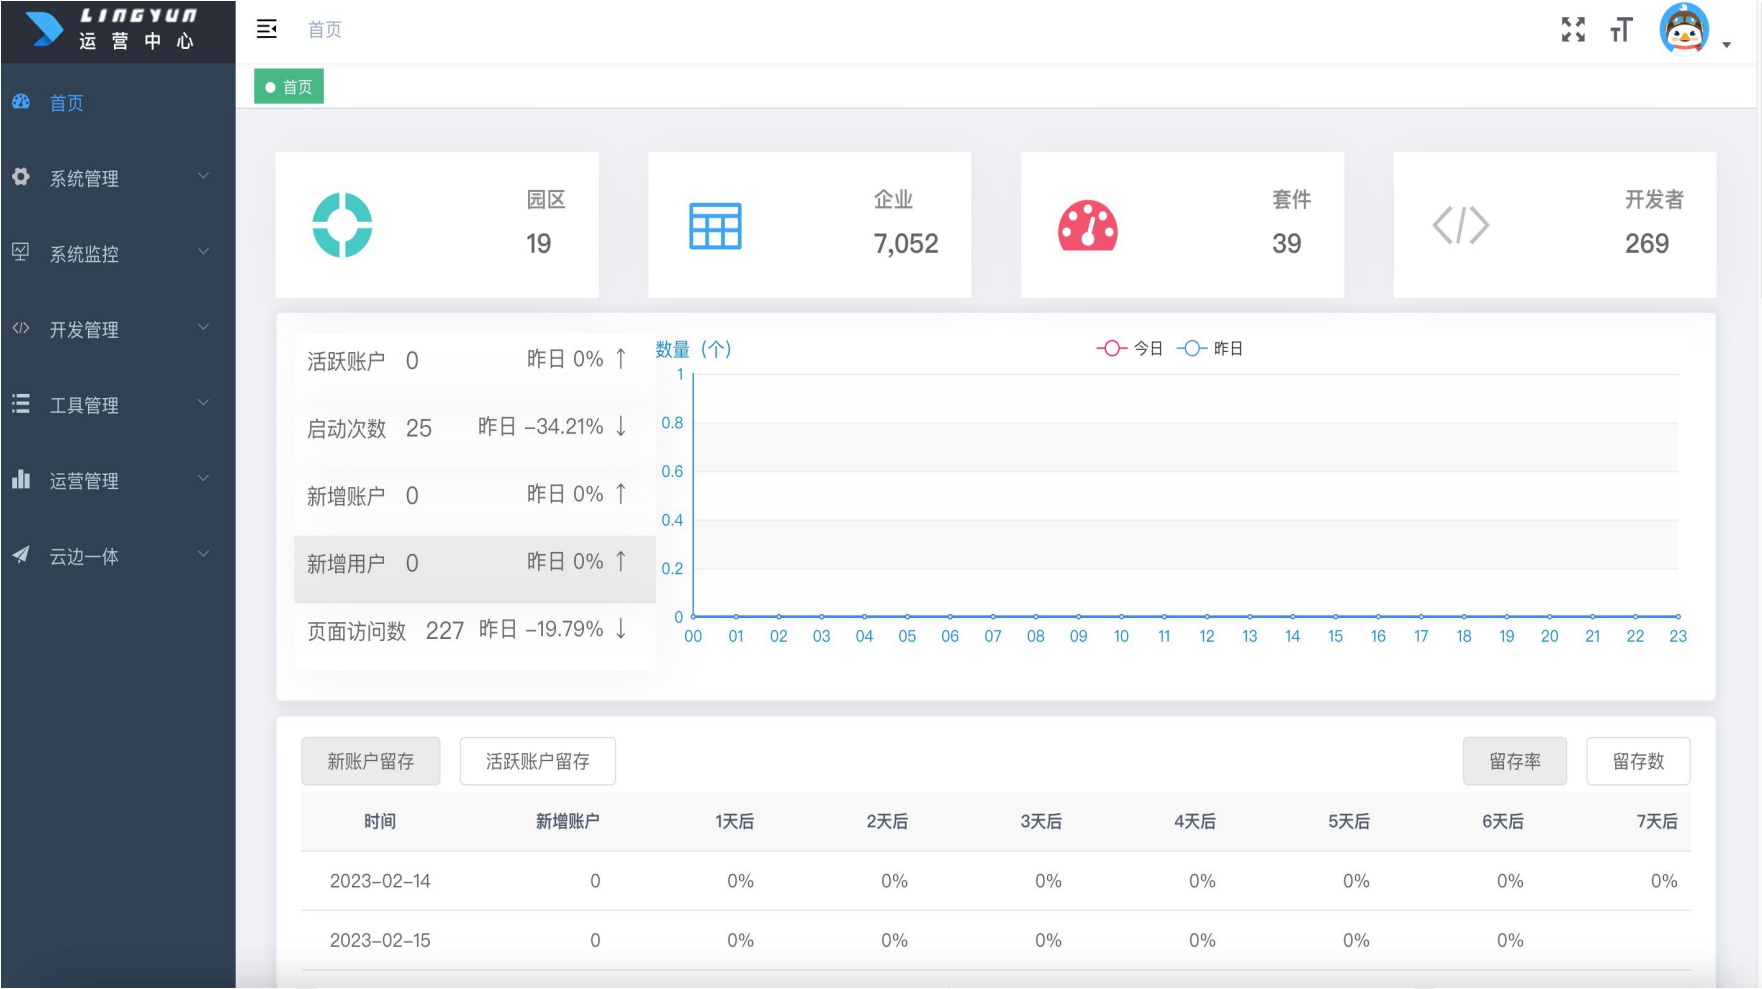 LINGYUN
运营中心
首页
首页
首页
系统管理
系统监控
开发管理
工具管理
运营管理
云边一体
园区
19
企业
7,052
套件
39
开发者
269
活跃账户 0 昨日 0% ↑
启动次数 25 昨日 -34.21% ↓
新增账户 0 昨日 0% ↑
新增用户 0 昨日 0% ↑
页面访问数 227 昨日 -19.79% ↓
数量（个）
今日 昨日
1
0.8
0.6
0.4
0.2
0
00 01 02 03 04 05 06 07 08 09 10 11 12 13 14 15 16 17 18 19 20 21 22 23
新账户留存 活跃账户留存 留存率 留存数
时间 新增账户 1天后 2天后 3天后 4天后 5天后 6天后 7天后
2023-02-14 0 0% 0% 0% 0% 0% 0% 0%
2023-02-15 0 0% 0% 0% 0% 0% 0%